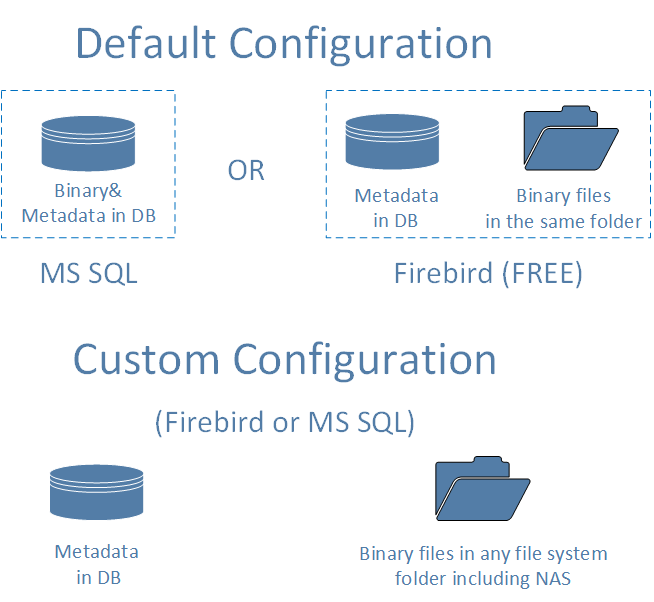 Default Configuration
Binary&
Metadata in DB
OR
Metadata
in DB
Binary files
in the same folder
MS SQL
Firebird (FREE)
Custom Configuration
(Firebird or MS SQL)
Metadata
in DB
Binary files in any file system
folder including NAS